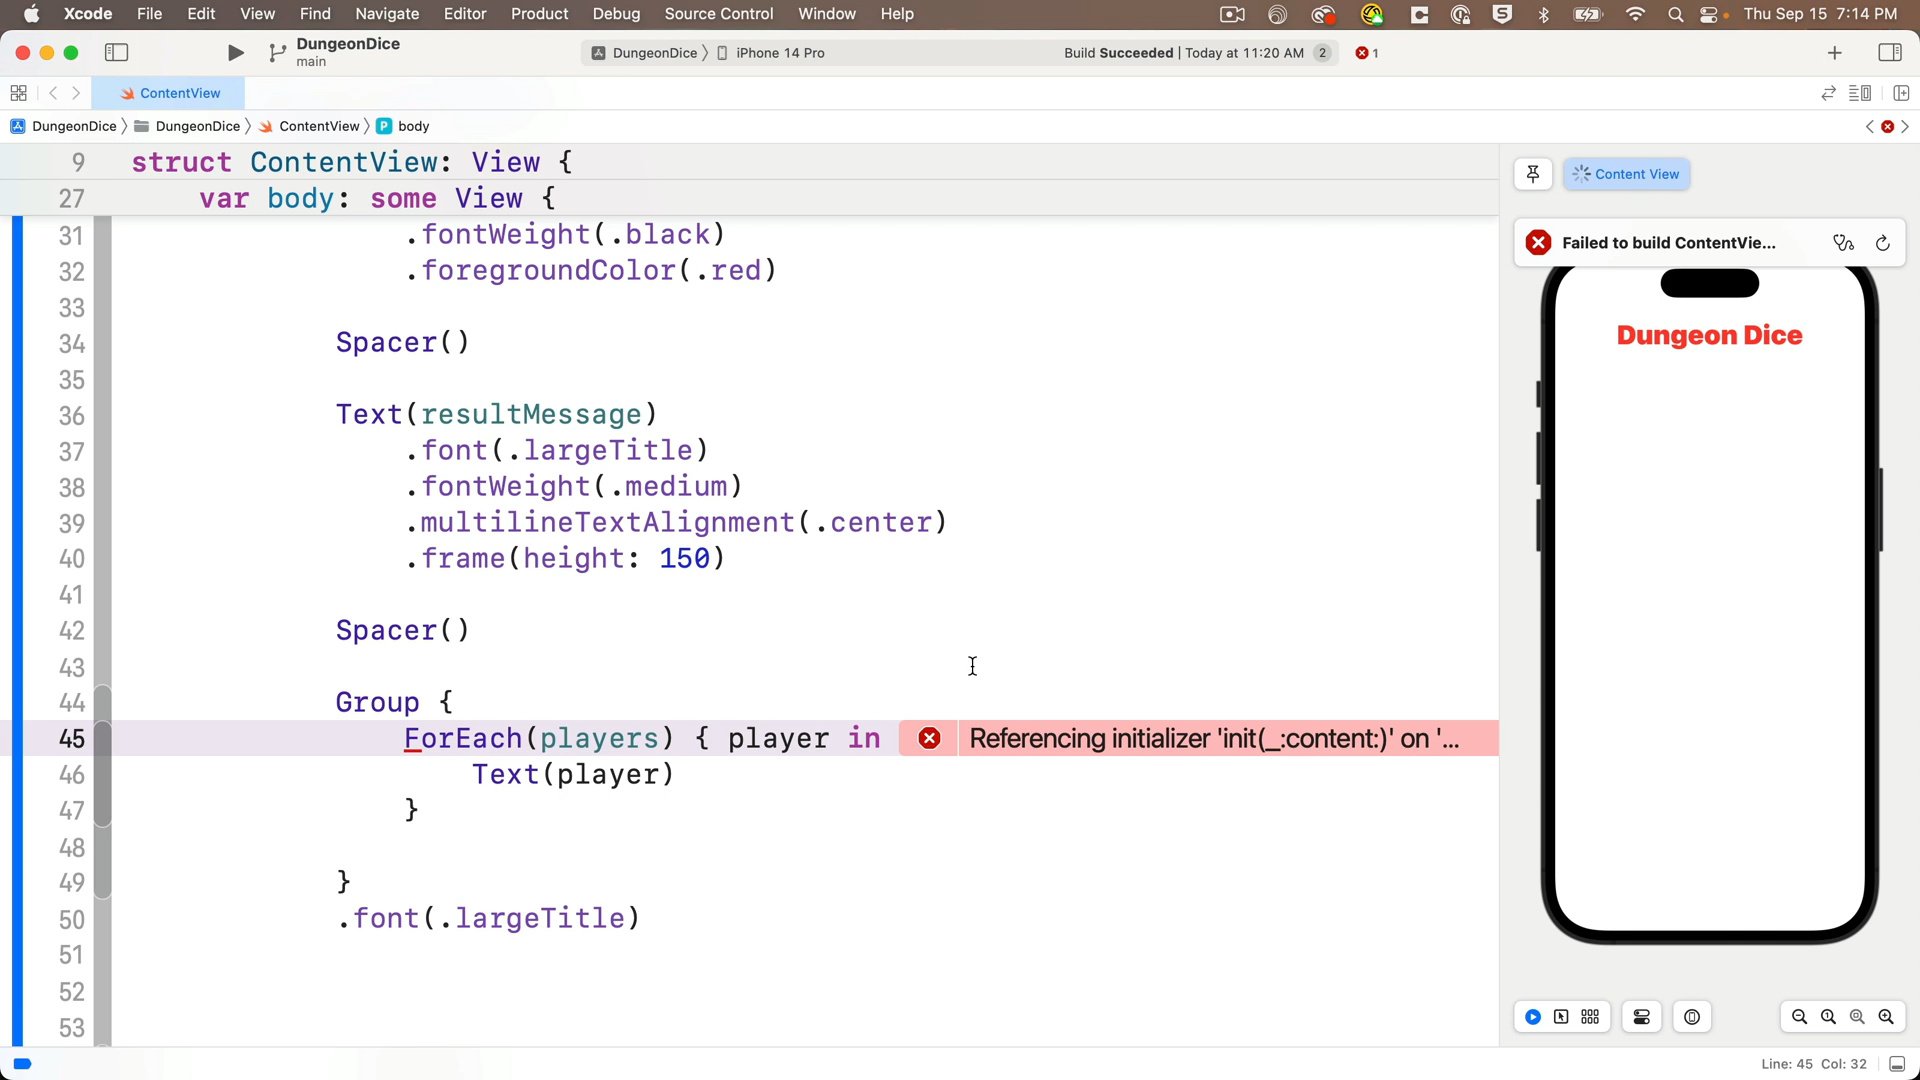 Xcode File Edit View Find Navigate Editor Product Debug Source Control Window Help Thu Sep 15 7:14 PM
DungeonDice
main
DungeonDice 〉 iPhone 14 Pro Build Succeeded | Today at 11:20 AM 2 1
ContentView
DungeonDice 〉 DungeonDice 〉 ContentView 〉 P body
9 struct ContentView: View {
27 var body: some View {
31 .fontWeight(.black)
32 .foregroundColor(.red)
33
34 Spacer()
35
36 Text(resultMessage)
37 .font(.largeTitle)
38 .fontWeight(.medium)
39 .multilineTextAlignment(.center)
40 .frame(height: 150)
41
42 Spacer()
43
44 Group {
45 ForEach(players) { player in Referencing initializer 'init(_:content:)' on '...
46 Text(player)
47 }
48
49 }
50 .font(.largeTitle)
51
52
53
Content View
Failed to build ContentVie...
Dungeon Dice
Line: 45 Col: 32